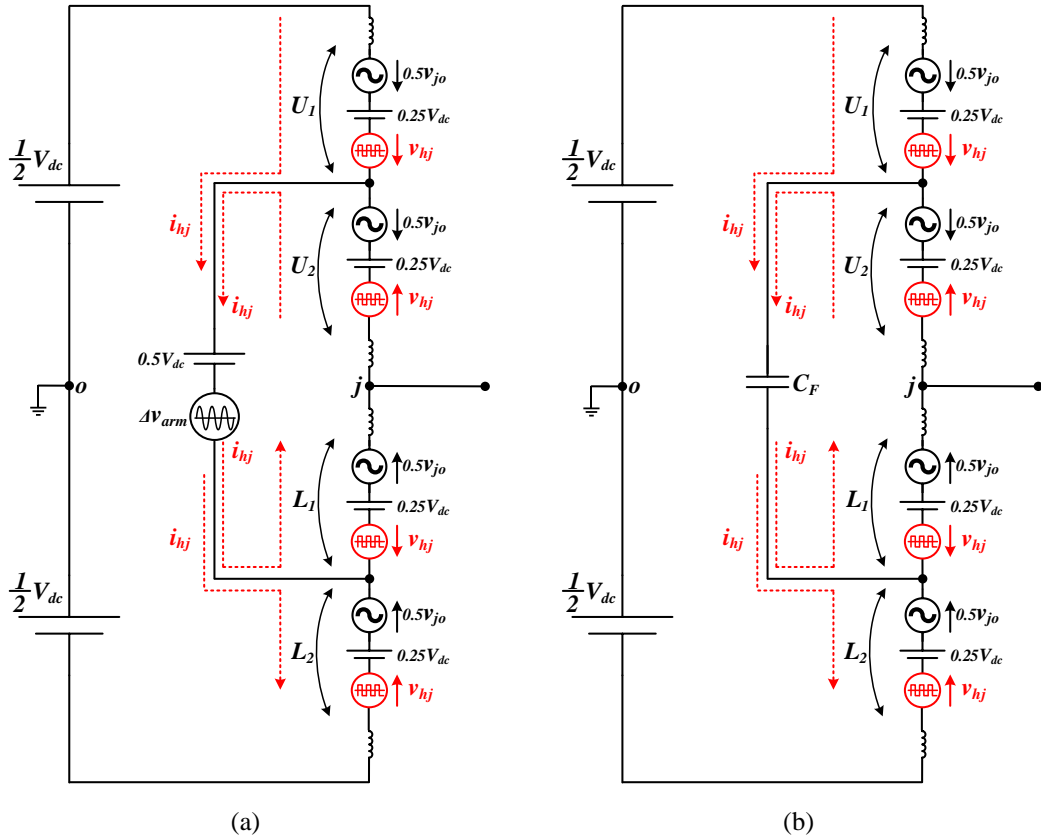 0.5v_jo
U_1
0.25V_dc
v_hj
1/2 V_dc
i_hj
0.5v_jo
U_2
0.25V_dc
i_hj
v_hj
0.5V_dc
o
j
Δv_arm
i_hj
0.5v_jo
i_hj
L_1
0.25V_dc
v_hj
1/2 V_dc
0.5v_jo
L_2
0.25V_dc
v_hj
(a)
0.5v_jo
U_1
0.25V_dc
v_hj
1/2 V_dc
i_hj
0.5v_jo
U_2
0.25V_dc
i_hj
v_hj
o
C_F
j
i_hj
0.5v_jo
i_hj
L_1
0.25V_dc
v_hj
1/2 V_dc
0.5v_jo
L_2
0.25V_dc
v_hj
(b)